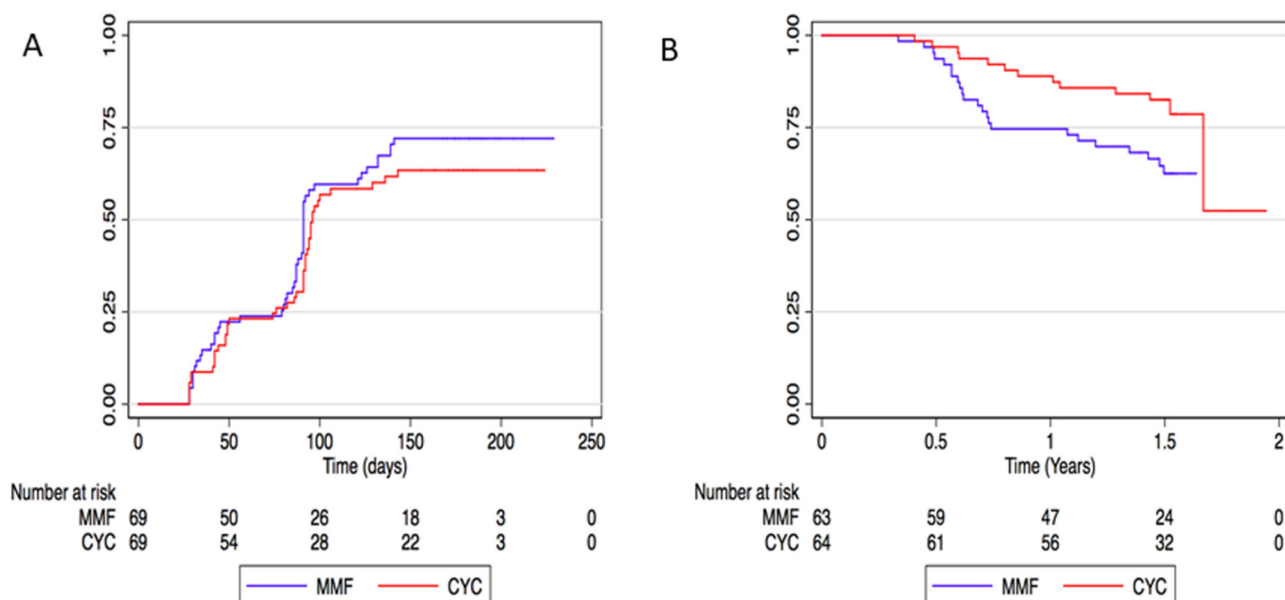 A
1.00
0.75
0.50
0.25
0.00
0 50 100 150 200 250
Time (days)
Number at risk
MMF 69 50 26 18 3 0
CYC 69 54 28 22 3 0
MMF CYC
B
1.00
0.75
0.50
0.25
0.00
0 0.5 1 1.5 2
Time (Years)
Number at risk
MMF 63 59 47 24 0
CYC 64 61 56 32 0
MMF CYC